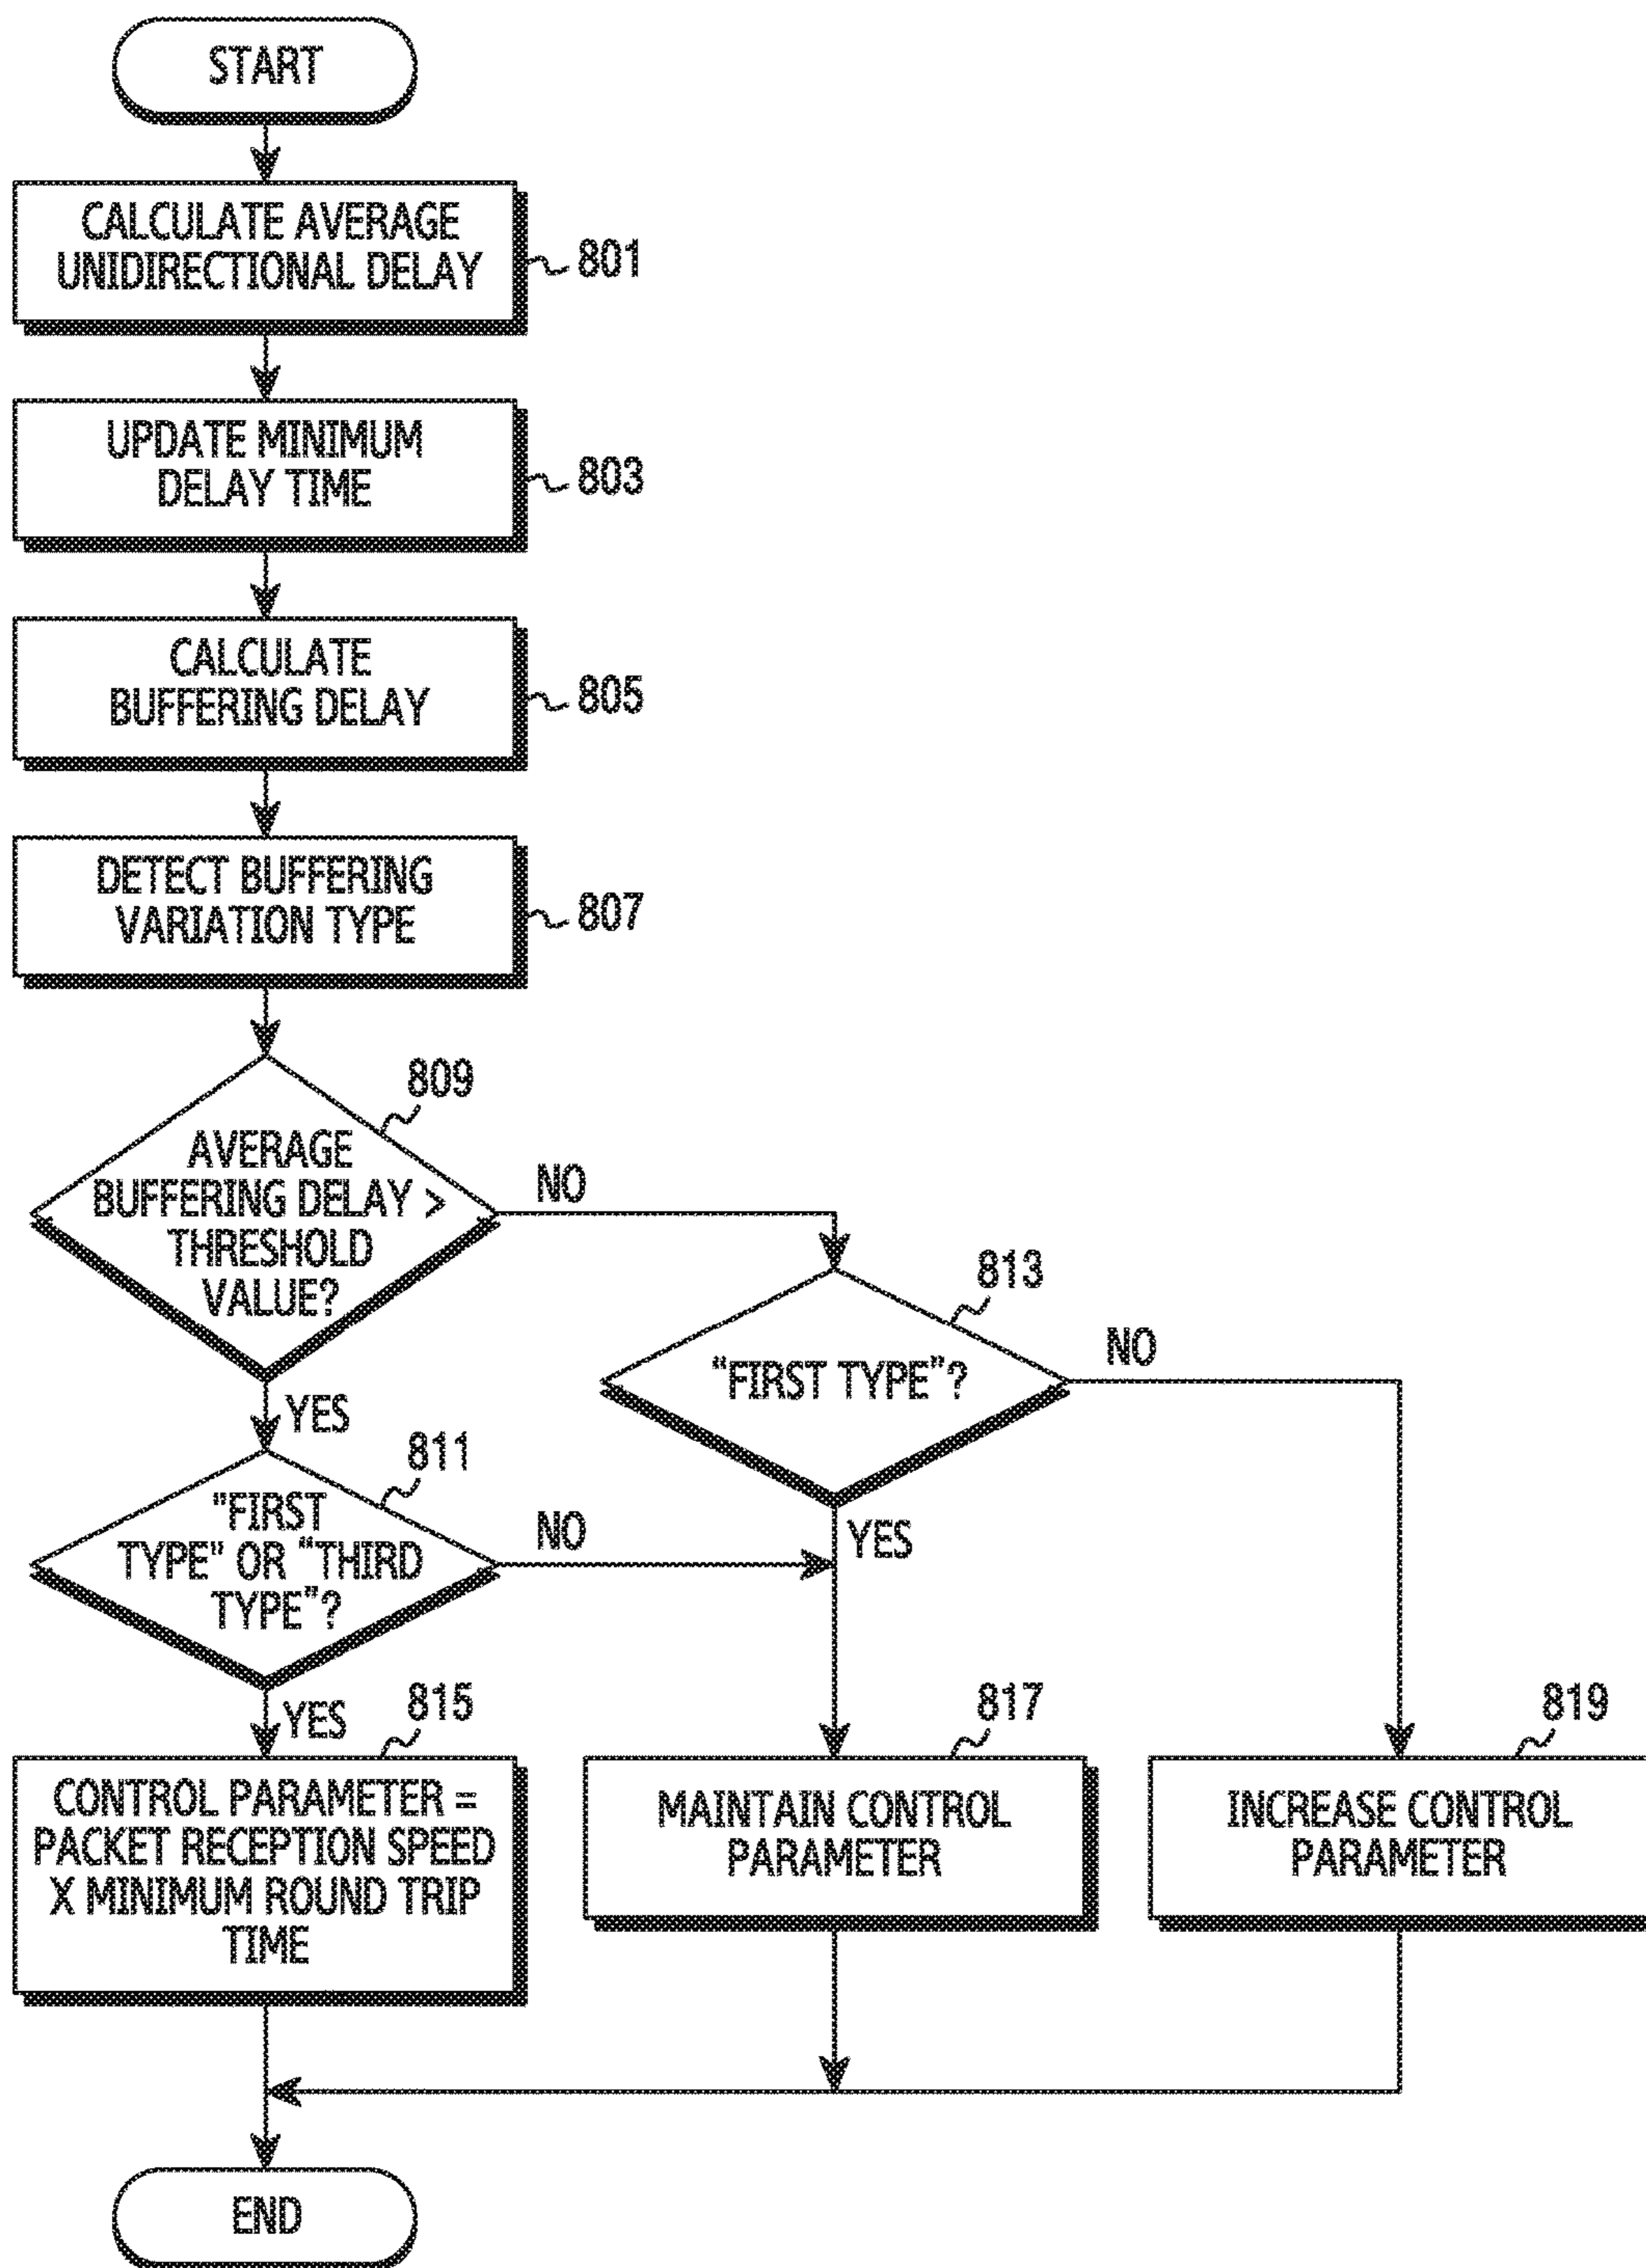 START
CALCULATE AVERAGE
UNIDIRECTIONAL DELAY
801
UPDATE MINIMUM
DELAY TIME
803
CALCULATE
BUFFERING DELAY
805
DETECT BUFFERING
VARIATION TYPE
807
809
AVERAGE
BUFFERING DELAY >
THRESHOLD
VALUE?
NO
YES
813
"FIRST TYPE"?
NO
YES
811
"FIRST
TYPE" OR "THIRD
TYPE"?
NO
YES
815
CONTROL PARAMETER =
PACKET RECEPTION SPEED
X MINIMUM ROUND TRIP
TIME
817
MAINTAIN CONTROL
PARAMETER
819
INCREASE CONTROL
PARAMETER
END